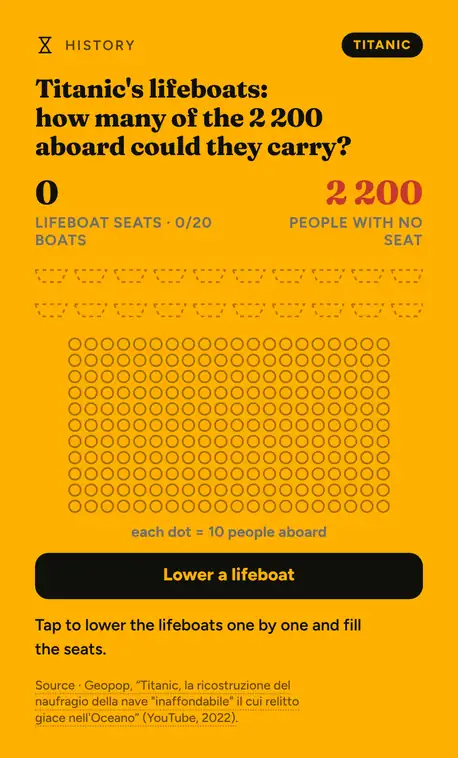 HISTORY
TITANIC
Titanic's lifeboats:
how many of the 2 200
aboard could they carry?
0
2 200
LIFEBOAT SEATS · 0/20
BOATS
PEOPLE WITH NO
SEAT
each dot = 10 people aboard
Lower a lifeboat
Tap to lower the lifeboats one by one and fill
the seats.
Source · Geopop, "Titanic, la ricostruzione del
naufragio della nave "inaffondabile" il cui relitto
giace nell'Oceano" (YouTube, 2022).